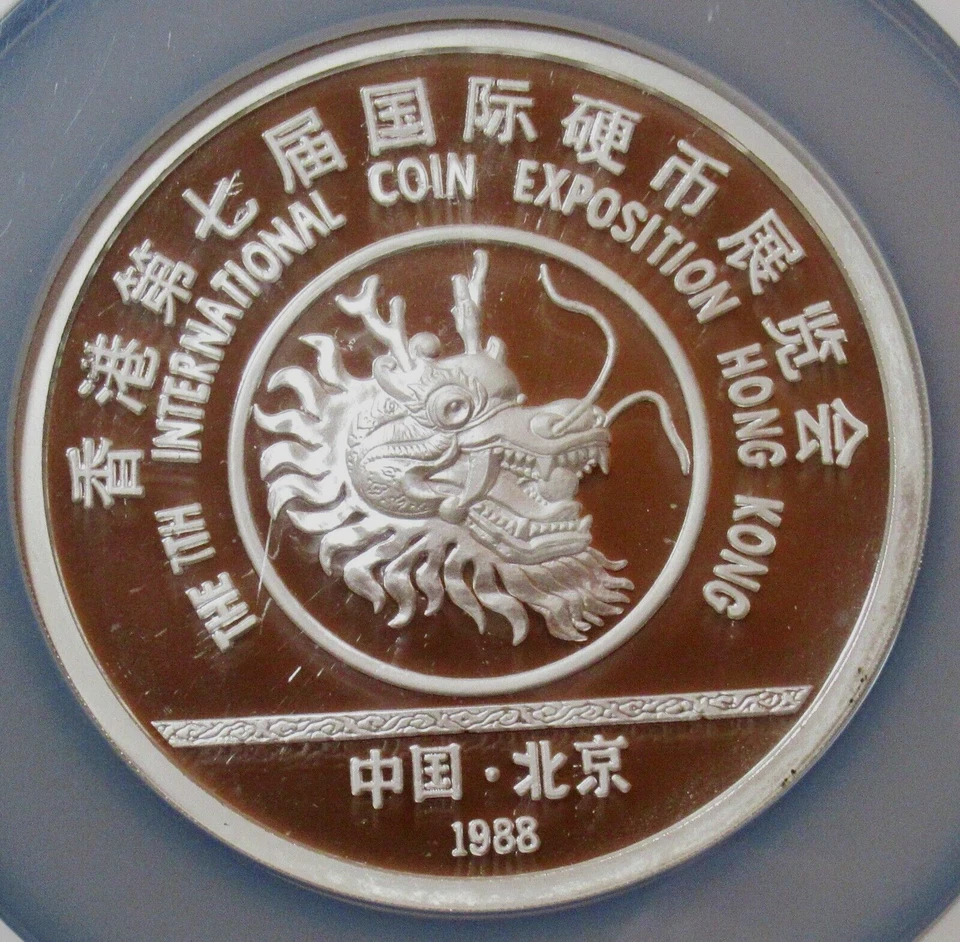 香港第七届国际硬币展览会
THE 7TH INTERNATIONAL COIN EXPOSITION HONG KONG
中国·北京
1988